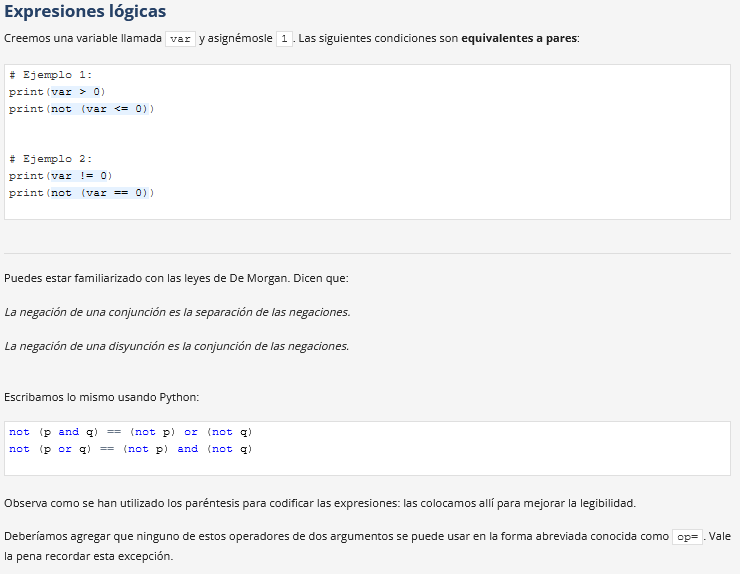 Expresiones lógicas
Creemos una variable llamada var y asignémosle 1. Las siguientes condiciones son equivalentes a pares:
# Ejemplo 1:
print(var > 0)
print(not (var <= 0))
# Ejemplo 2:
print(var != 0)
print(not (var == 0))
Puedes estar familiarizado con las leyes de De Morgan. Dicen que:
La negación de una conjunción es la separación de las negaciones.
La negación de una disyunción es la conjunción de las negaciones.
Escribamos lo mismo usando Python:
not (p and q) == (not p) or (not q)
not (p or q) == (not p) and (not q)
Observa como se han utilizado los paréntesis para codificar las expresiones: las colocamos allí para mejorar la legibilidad.
Deberíamos agregar que ninguno de estos operadores de dos argumentos se puede usar en la forma abreviada conocida como op=. Vale
la pena recordar esta excepción.